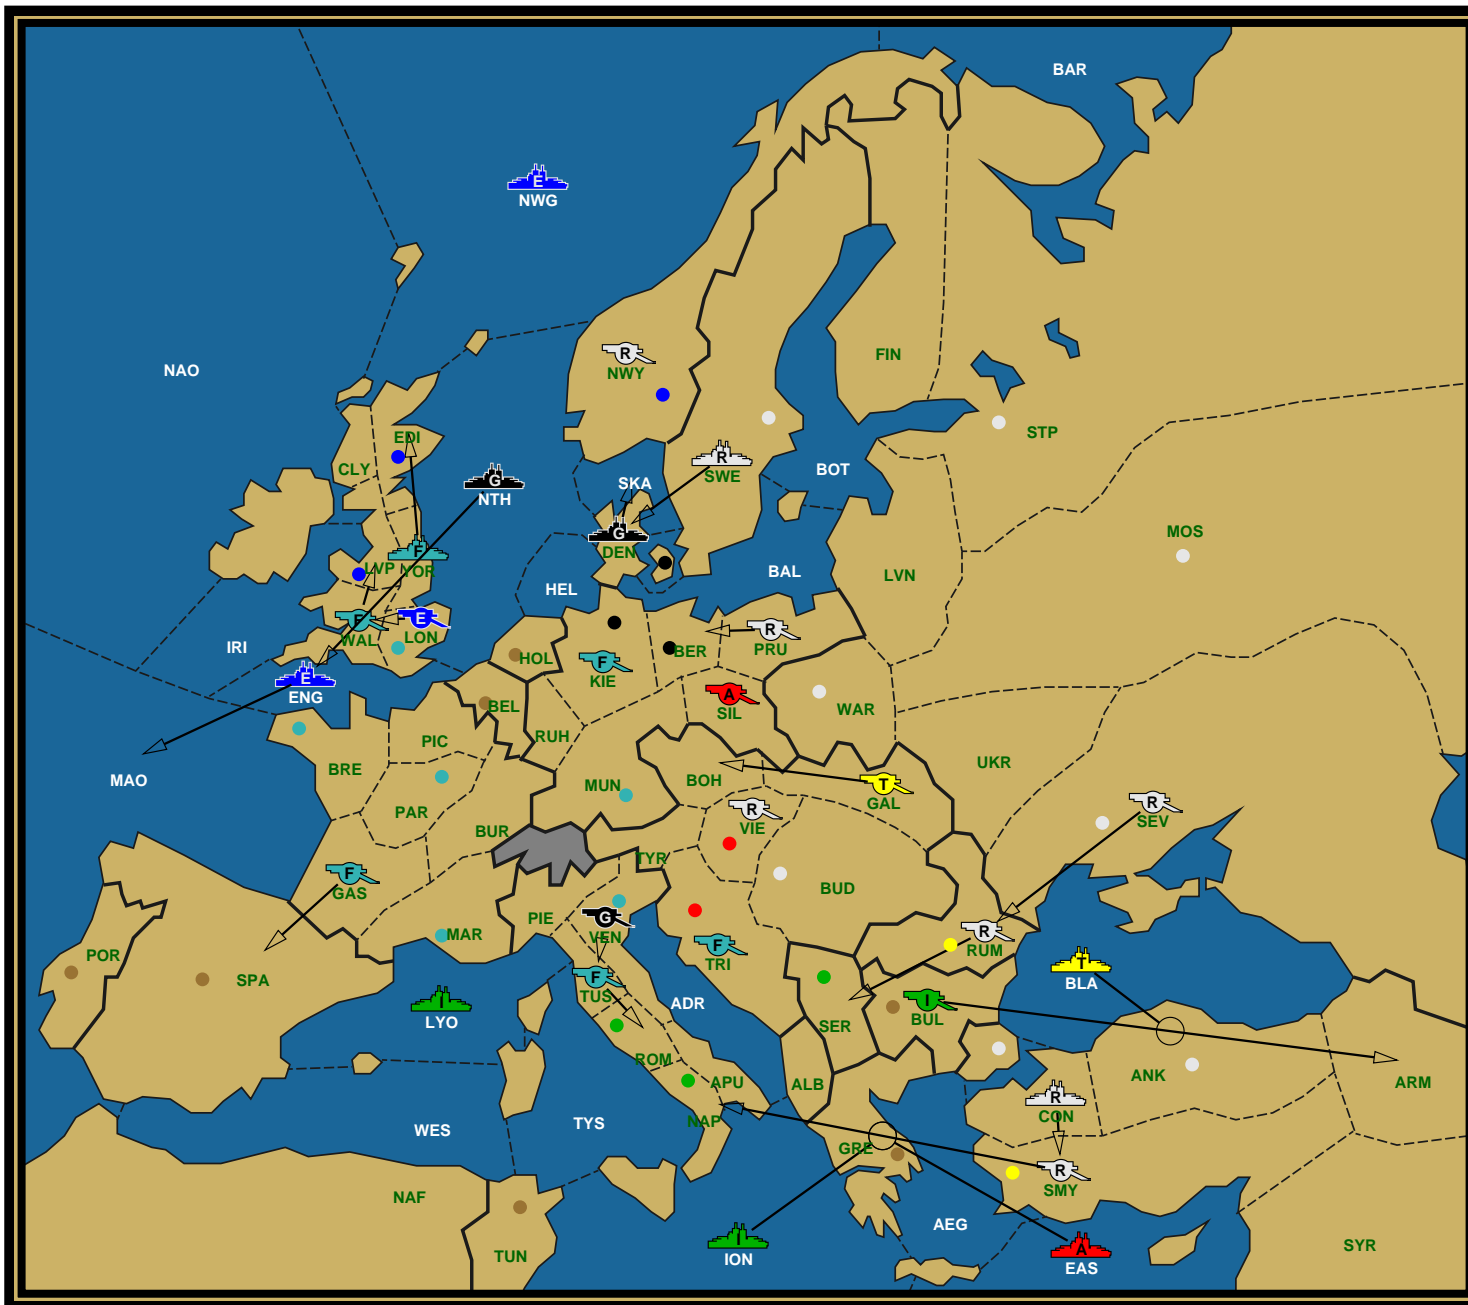 BAR
E
NWG
NAO
R
NWY
FIN
STP
EDI
CLY
R
SWE
BOT
SKA
G
NTH
MOS
G
DEN
F
YOR
LVP
BAL
LVN
HEL
F
WAL
E
LON
IRI
R
PRU
BER
HOL
F
KIE
E
ENG
A
SIL
WAR
BEL
RUH
PIC
BRE
UKR
MAO
BOH
T
GAL
MUN
PAR
R
VIE
R
SEV
BUR
TYR
F
GAS
BUD
PIE
G
VEN
MAR
F
TRI
R
RUM
POR
SPA
T
BLA
F
TUS
I
LYO
ADR
I
BUL
SER
ROM
APU
ALB
ANK
ARM
R
CON
NAP
WES
TYS
GRE
R
SMY
NAF
AEG
I
ION
A
EAS
TUN
SYR